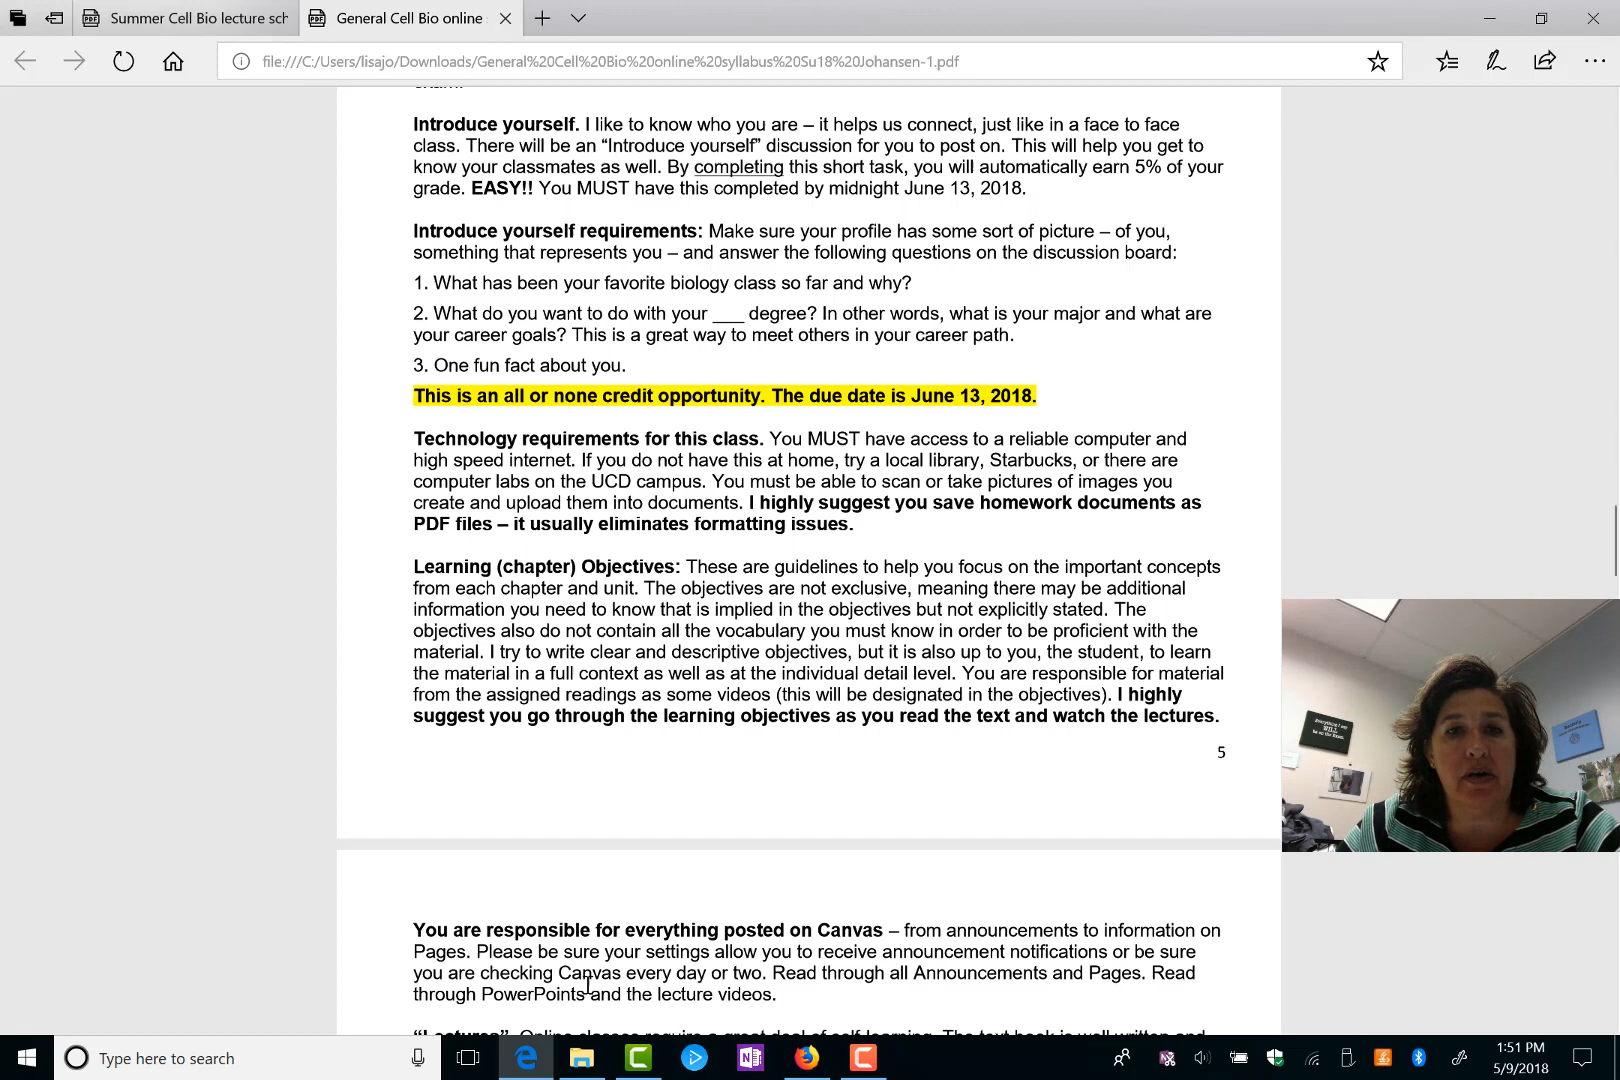 Summer Cell Bio lecture sch
General Cell Bio online
file:///C:/Users/lisajo/Downloads/General%20Cell%20Bio%20online%20syllabus%20Su18%20Johansen-1.pdf
Introduce yourself. I like to know who you are – it helps us connect, just like in a face to face
class. There will be an “Introduce yourself” discussion for you to post on. This will help you get to
know your classmates as well. By completing this short task, you will automatically earn 5% of your
grade. EASY!! You MUST have this completed by midnight June 13, 2018.
Introduce yourself requirements: Make sure your profile has some sort of picture – of you,
something that represents you – and answer the following questions on the discussion board:
1. What has been your favorite biology class so far and why?
2. What do you want to do with your ___ degree? In other words, what is your major and what are
your career goals? This is a great way to meet others in your career path.
3. One fun fact about you.
This is an all or none credit opportunity. The due date is June 13, 2018.
Technology requirements for this class. You MUST have access to a reliable computer and
high speed internet. If you do not have this at home, try a local library, Starbucks, or there are
computer labs on the UCD campus. You must be able to scan or take pictures of images you
create and upload them into documents. I highly suggest you save homework documents as
PDF files – it usually eliminates formatting issues.
Learning (chapter) Objectives: These are guidelines to help you focus on the important concepts
from each chapter and unit. The objectives are not exclusive, meaning there may be additional
information you need to know that is implied in the objectives but not explicitly stated. The
objectives also do not contain all the vocabulary you must know in order to be proficient with the
material. I try to write clear and descriptive objectives, but it is also up to you, the student, to learn
the material in a full context as well as at the individual detail level. You are responsible for material
from the assigned readings as some videos (this will be designated in the objectives). I highly
suggest you go through the learning objectives as you read the text and watch the lectures.
5
Everything I say
WILL
be on the Exam
You are responsible for everything posted on Canvas – from announcements to information on
Pages. Please be sure your settings allow you to receive announcement notifications or be sure
you are checking Canvas every day or two. Read through all Announcements and Pages. Read
through PowerPoints and the lecture videos.
“Lectures”. Online classes require a great deal of self-learning. The text book is well written and
Type here to search
1:51 PM
5/9/2018